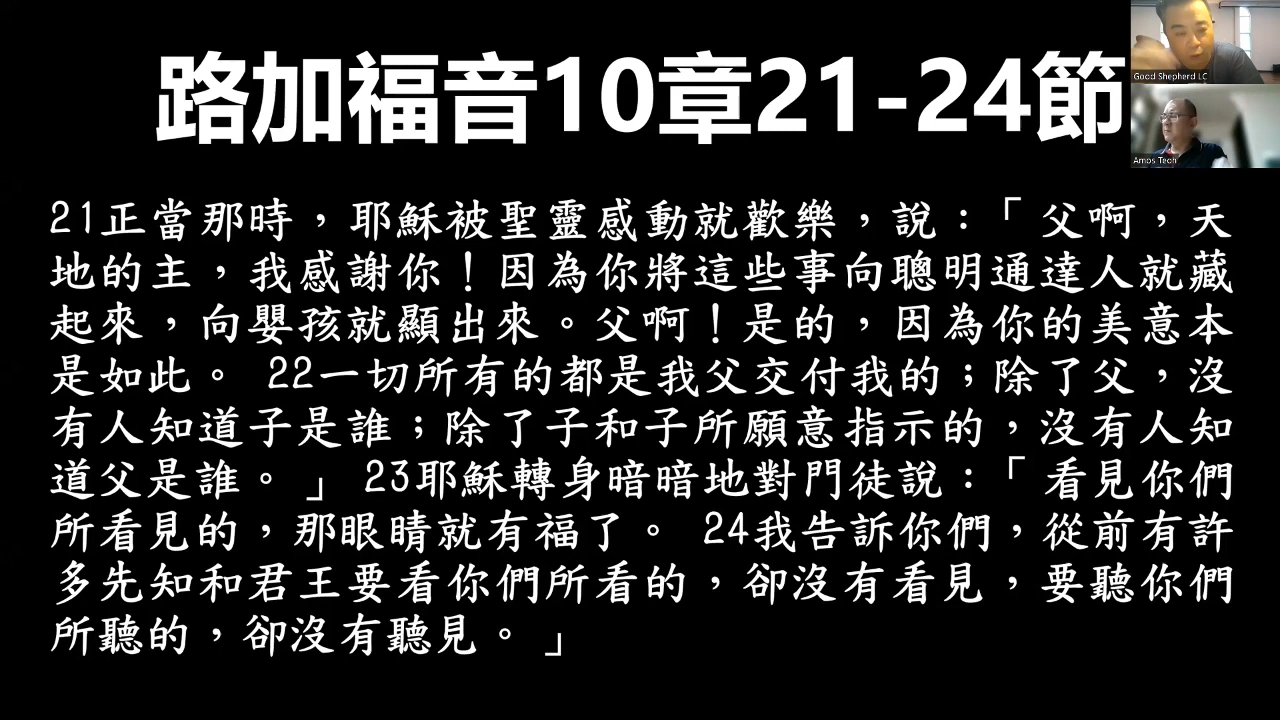 路加福音10章21-24節
Good Shepherd LC
Amos Teoh
21正當那時，耶穌被聖靈感動就歡樂，說：「父啊，天
地的主，我感謝你！因為你將這些事向聰明通達人就藏
起來，向嬰孩就顯出來。父啊！是的，因為你的美意本
是如此。 22一切所有的都是我父交付我的；除了父，沒
有人知道子是誰；除了子和子所願意指示的，沒有人知
道父是誰。」 23耶穌轉身暗暗地對門徒說：「看見你們
所看見的，那眼睛就有福了。 24我告訴你們，從前有許
多先知和君王要看你們所看的，卻沒有看見，要聽你們
所聽的，卻沒有聽見。」